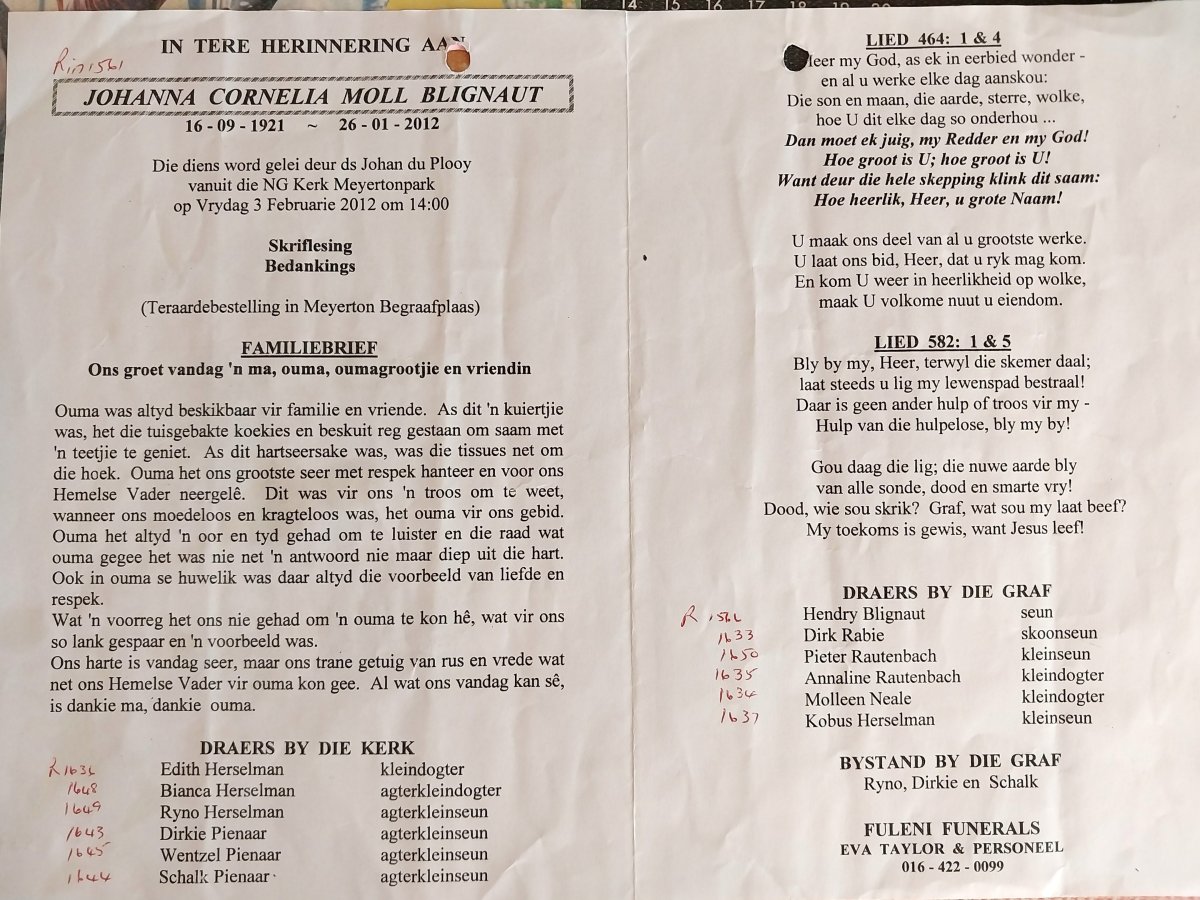 14 15 16 17 18 19 20
IN TERE HERINNERING AAN
JOHANNA CORNELIA MOLL BLIGNAUT
16 - 09 - 1921 ~ 26 - 01 - 2012
Die diens word gelei deur ds Johan du Plooy
vanuit die NG Kerk Meyertonpark
op Vrydag 3 Februarie 2012 om 14:00
Skriflesing
Bedankings
(Teraardebestelling in Meyerton Begraafplaas)
FAMILIEBRIEF
Ons groet vandag 'n ma, ouma, oumagrootjie en vriendin
Ouma was altyd beskikbaar vir familie en vriende. As dit 'n kuiertjie
was, het die tuisgebakte koekies en beskuit reg gestaan om saam met
'n teetjie te geniet. As dit hartseersake was, was die tissues net om
die hoek. Ouma het ons grootste seer met respek hanteer en voor ons
Hemelse Vader neergelê. Dit was vir ons 'n troos om te weet,
wanneer ons moedeloos en kragteloos was, het ouma vir ons gebid.
Ouma het altyd 'n oor en tyd gehad om te luister en die raad wat
ouma gegee het was nie net 'n antwoord nie maar diep uit die hart.
Ook in ouma se huwelik was daar altyd die voorbeeld van liefde en
respek.
Wat 'n voorreg het ons nie gehad om 'n ouma te kon hê, wat vir ons
so lank gespaar en 'n voorbeeld was.
Ons harte is vandag seer, maar ons trane getuig van rus en vrede wat
net ons Hemelse Vader vir ouma kon gee. Al wat ons vandag kan sê,
is dankie ma, dankie ouma.
DRAERS BY DIE KERK
Edith Herselman kleindogter
1648 Bianca Herselman agterkleindogter
1649 Ryno Herselman agterkleinseun
1643 Dirkie Pienaar agterkleinseun
1645 Wentzel Pienaar agterkleinseun
1644 Schalk Pienaar agterkleinseun
LIED 464: 1 & 4
Heer my God, as ek in eerbied wonder -
en al u werke elke dag aanskou:
Die son en maan, die aarde, sterre, wolke,
hoe U dit elke dag so onderhou ...
Dan moet ek juig, my Redder en my God!
Hoe groot is U; hoe groot is U!
Want deur die hele skepping klink dit saam:
Hoe heerlik, Heer, u grote Naam!
U maak ons deel van al u grootste werke.
U laat ons bid, Heer, dat u ryk mag kom.
En kom U weer in heerlikheid op wolke,
maak U volkome nuut u eiendom.
LIED 582: 1 & 5
Bly by my, Heer, terwyl die skemer daal;
laat steeds u lig my lewenspad bestraal!
Daar is geen ander hulp of troos vir my -
Hulp van die hulpelose, bly my by!
Gou daag die lig; die nuwe aarde bly
van alle sonde, dood en smarte vry!
Dood, wie sou skrik? Graf, wat sou my laat beef?
My toekoms is gewis, want Jesus leef!
DRAERS BY DIE GRAF
Hendry Blignaut seun
1633 Dirk Rabie skoonseun
1650 Pieter Rautenbach kleinseun
1635 Annaline Rautenbach kleindogter
1634 Molleen Neale kleindogter
1637 Kobus Herselman kleinseun
BYSTAND BY DIE GRAF
Ryno, Dirkie en Schalk
FULENI FUNERALS
EVA TAYLOR & PERSONEEL
016 - 422 - 0099